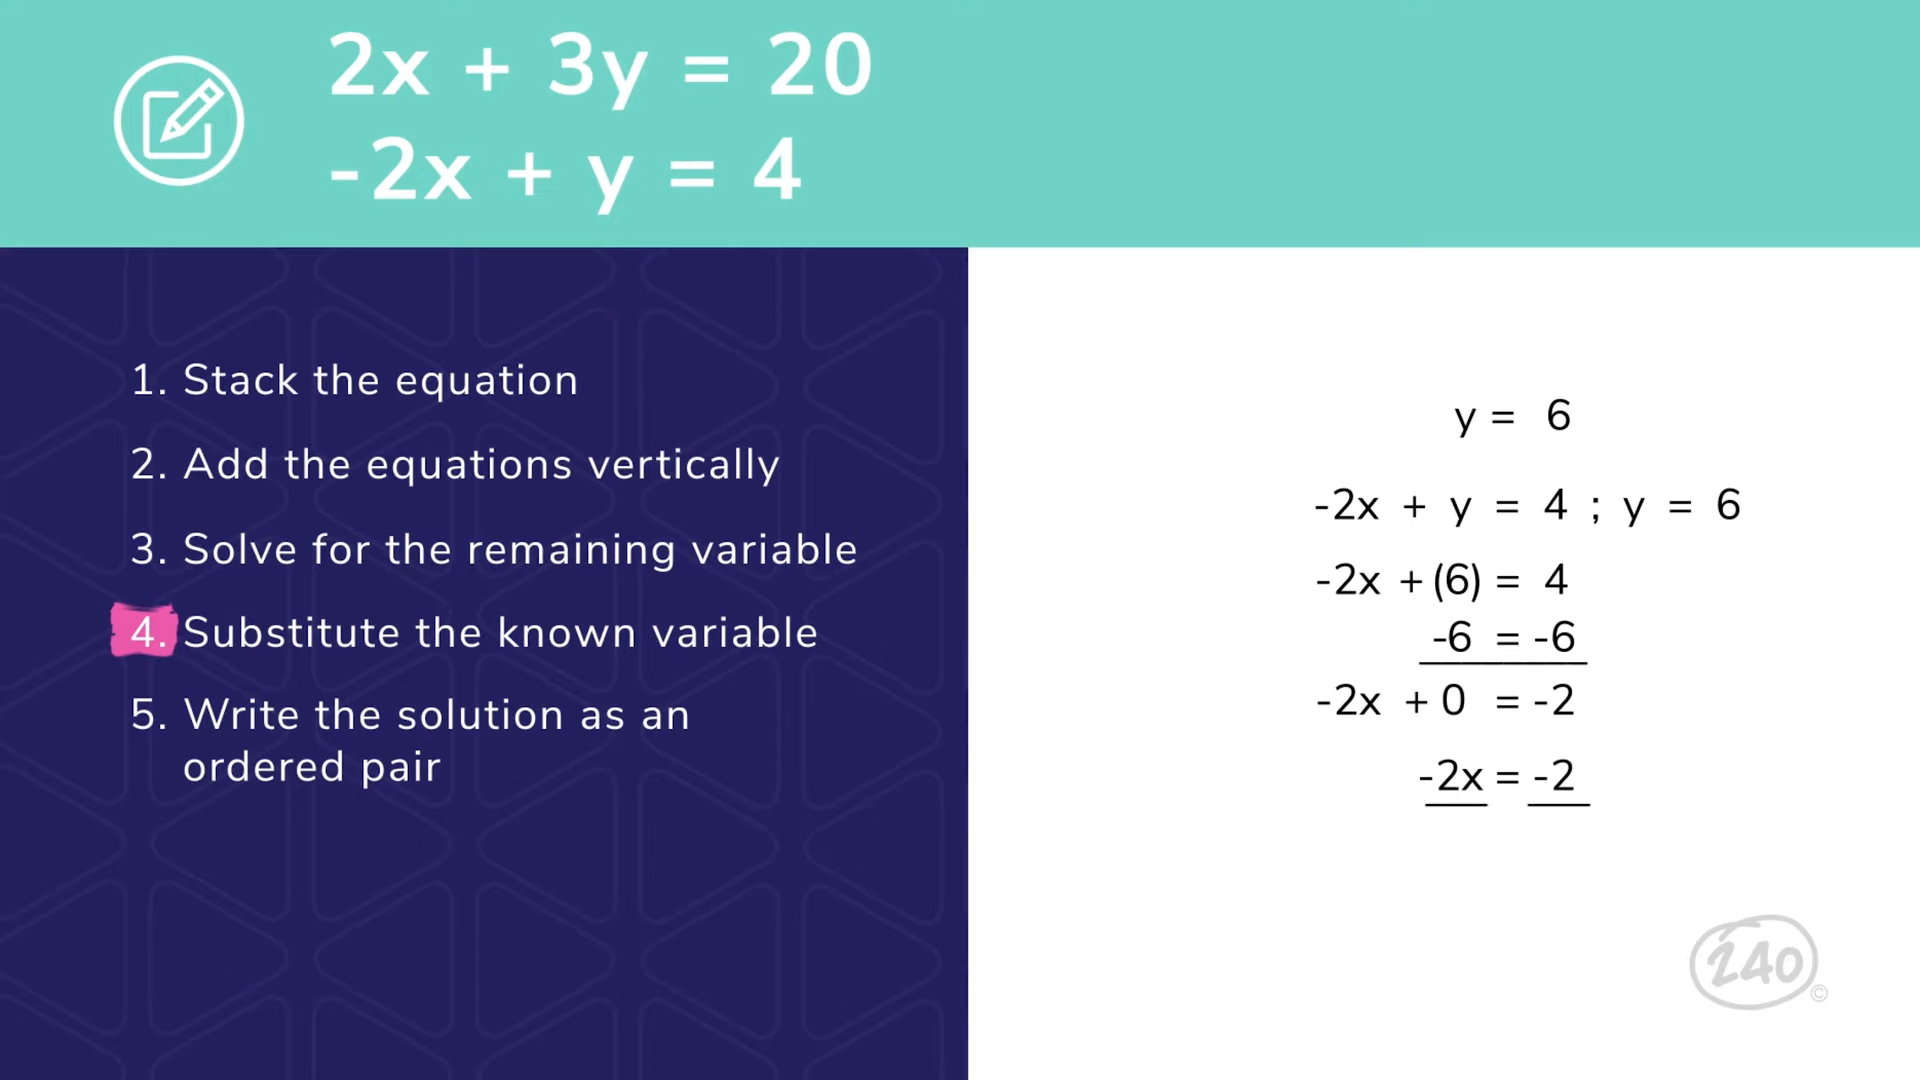 2x + 3y = 20
-2x + y = 4
1. Stack the equation
2. Add the equations vertically
3. Solve for the remaining variable
4. Substitute the known variable
5. Write the solution as an
ordered pair
y = 6
-2x + y = 4 ; y = 6
-2x + (6) = 4
-6 = -6
-2x + 0 = -2
-2x = -2
240
©